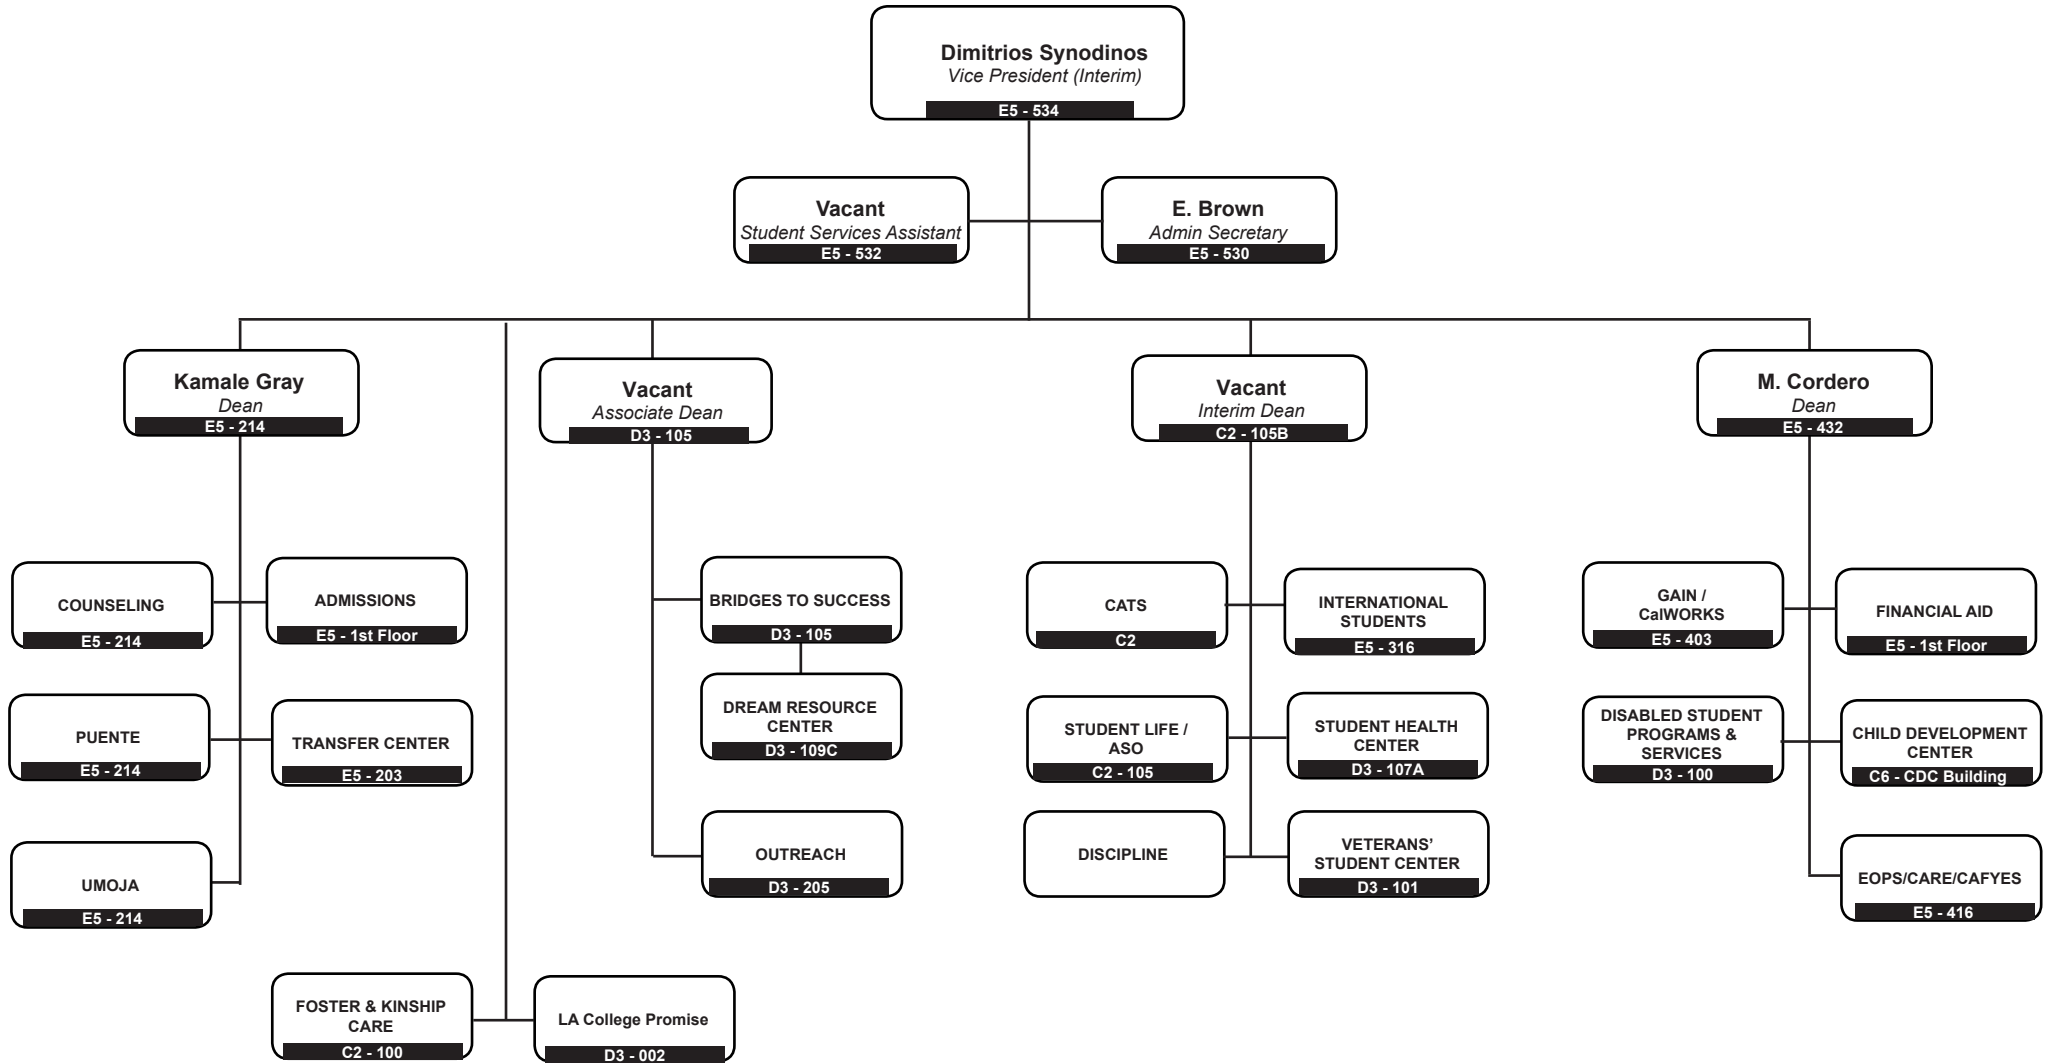 Dimitrios Synodinos
Vice President (Interim)
E5 - 534
Vacant
Student Services Assistant
E5 - 532
E. Brown
Admin Secretary
E5 - 530
Kamale Gray
Dean
E5 - 214
Vacant
Associate Dean
D3 - 105
Vacant
Interim Dean
C2 - 105B
M. Cordero
Dean
E5 - 432
COUNSELING
E5 - 214
ADMISSIONS
E5 - 1st Floor
PUENTE
E5 - 214
TRANSFER CENTER
E5 - 203
UMOJA
E5 - 214
FOSTER & KINSHIP
CARE
C2 - 100
LA College Promise
D3 - 002
BRIDGES TO SUCCESS
D3 - 105
DREAM RESOURCE
CENTER
D3 - 109C
OUTREACH
D3 - 205
CATS
C2
INTERNATIONAL
STUDENTS
E5 - 316
STUDENT LIFE /
ASO
C2 - 105
STUDENT HEALTH
CENTER
D3 - 107A
DISCIPLINE
VETERANS’
STUDENT CENTER
D3 - 101
GAIN /
CalWORKS
E5 - 403
FINANCIAL AID
E5 - 1st Floor
DISABLED STUDENT
PROGRAMS &
SERVICES
D3 - 100
CHILD DEVELOPMENT
CENTER
C6 - CDC Building
EOPS/CARE/CAFYES
E5 - 416